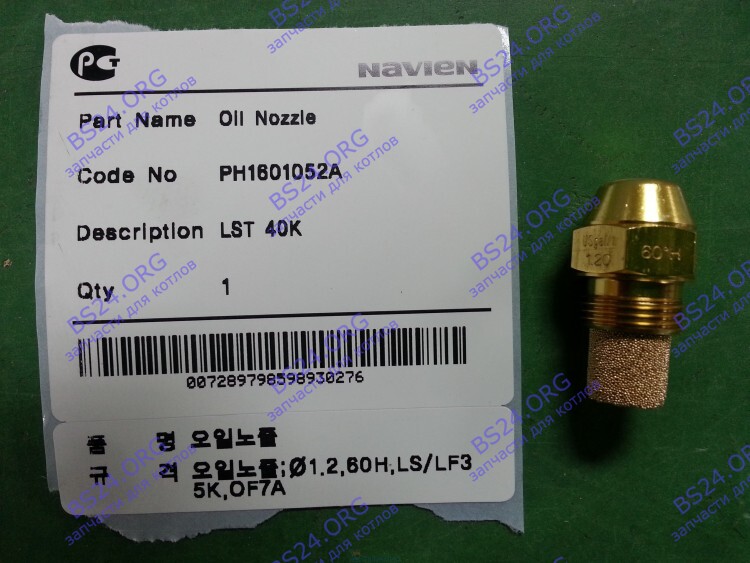 PCT NAVIEN
Part Name Oil Nozzle
Code No PH1601052A
Description LST 40K
Qty 1
007289798598930276
품 명 오일노즐
규 격 오일노즐;Ø1.2,60H,LS/LF3
5K,OF7A
USgal/h 60°H
1.20
BS24.ORG
запчасти для котлов